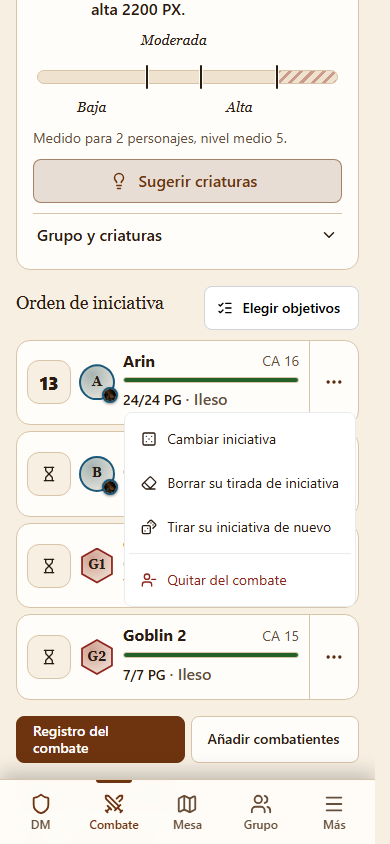 alta 2200 PX.
Moderada
Baja
Alta
Medido para 2 personajes, nivel medio 5.
Sugerir criaturas
Grupo y criaturas
Orden de iniciativa
Elegir objetivos
13
A
Arin
CA 16
24/24 PG · Ileso
Cambiar iniciativa
B
Borrar su tirada de iniciativa
Tirar su iniciativa de nuevo
G1
Quitar del combate
G2
Goblin 2
CA 15
7/7 PG · Ileso
Registro del
combate
Añadir combatientes
DM
Combate
Mesa
Grupo
Más